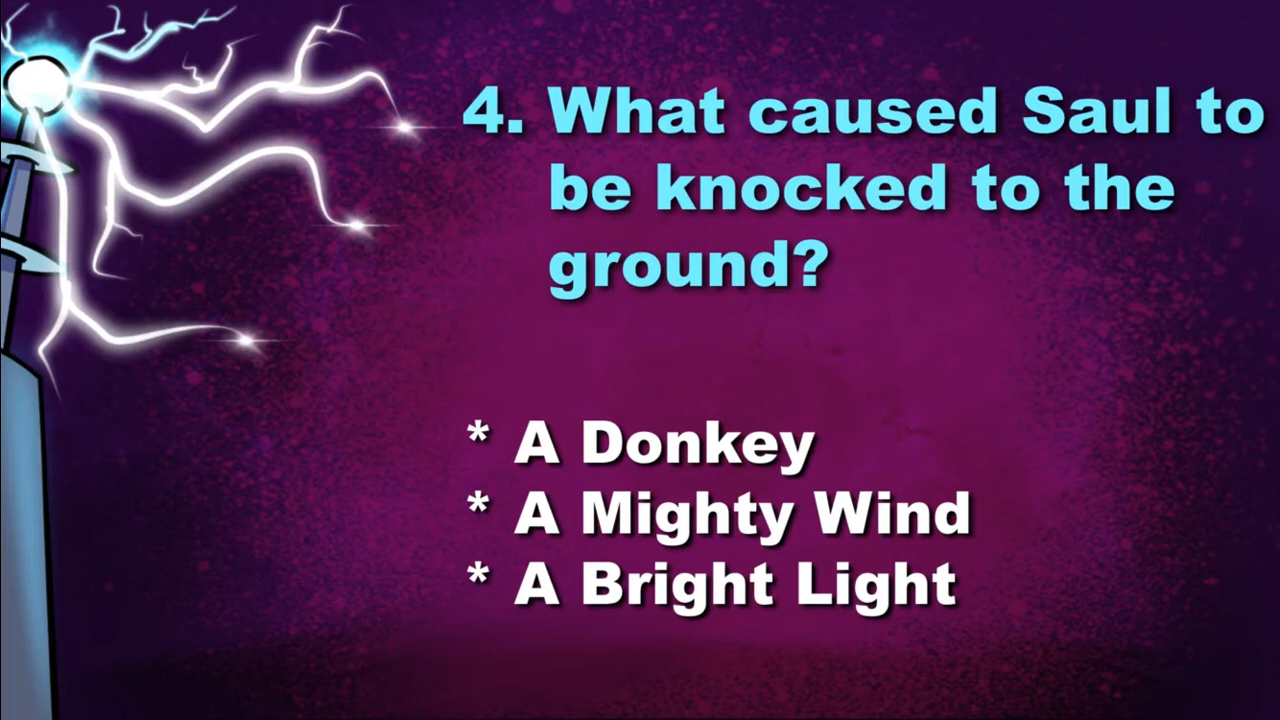 4. What caused Saul to
be knocked to the
ground?
* A Donkey
* A Mighty Wind
* A Bright Light